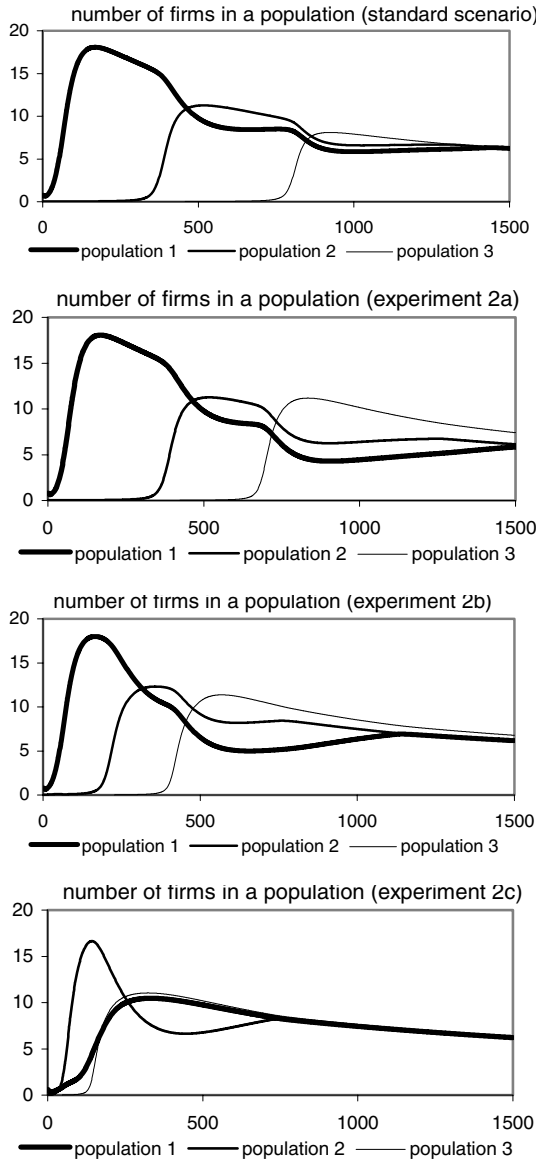 number of firms in a population (standard scenario)
20
15
10
5
0
0 500 1000 1500
population 1 population 2 population 3
number of firms in a population (experiment 2a)
20
15
10
5
0
0 500 1000 1500
population 1 population 2 population 3
number of firms in a population (experiment 2b)
20
15
10
5
0
0 500 1000 1500
population 1 population 2 population 3
number of firms in a population (experiment 2c)
20
15
10
5
0
0 500 1000 1500
population 1 population 2 population 3